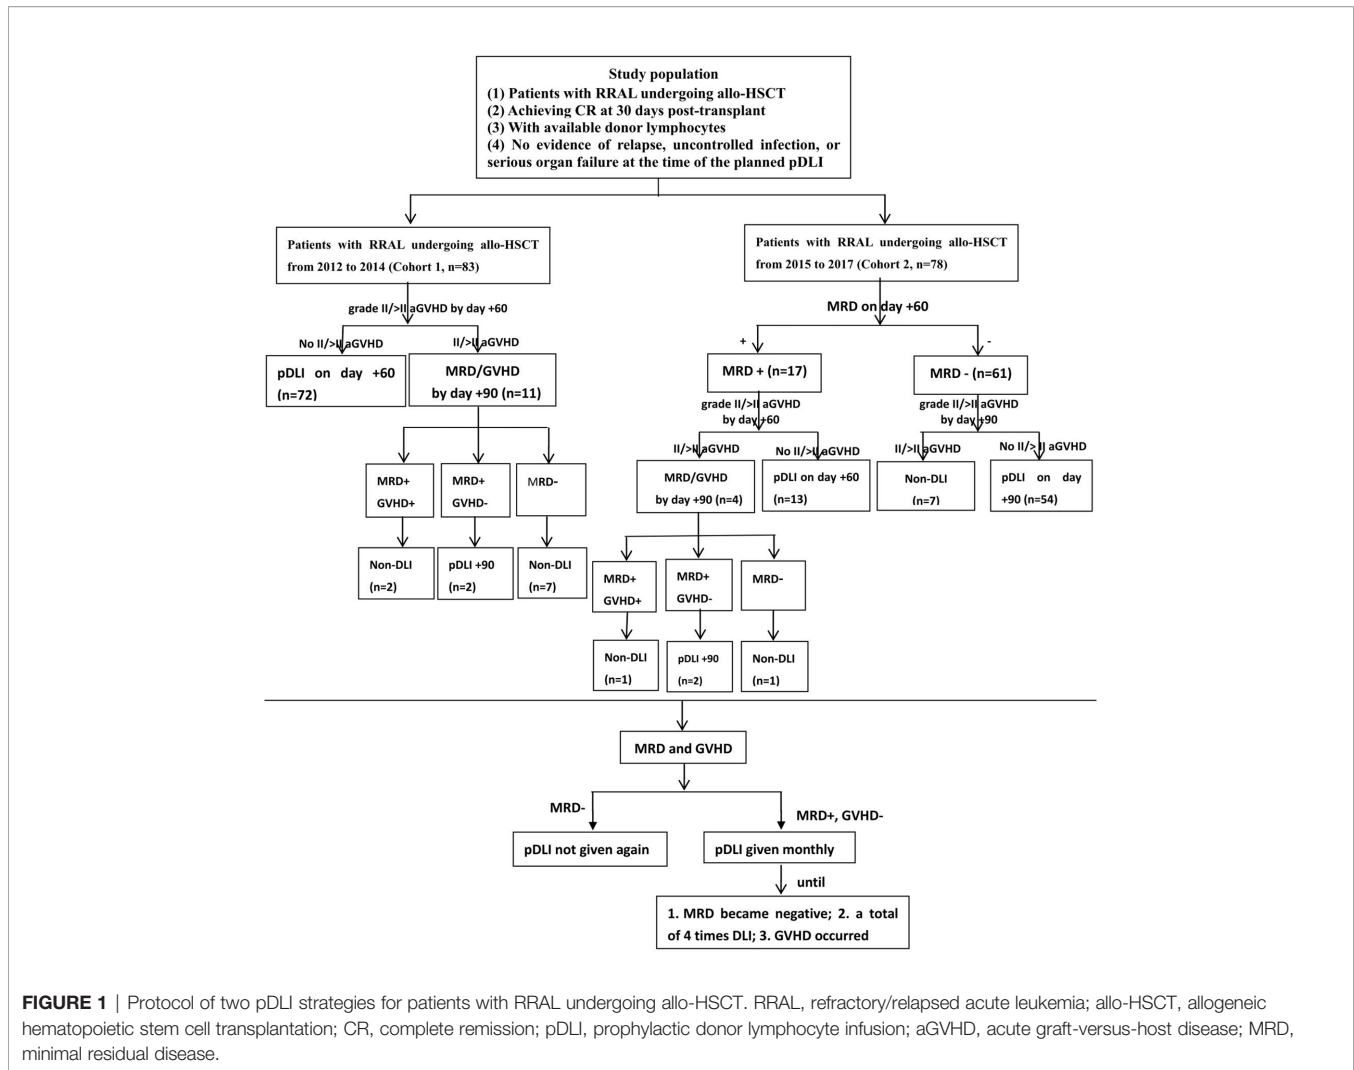 Study population
(1) Patients with RRAL undergoing allo-HSCT
(2) Achieving CR at 30 days post-transplant
(3) With available donor lymphocytes
(4) No evidence of relapse, uncontrolled infection, or
serious organ failure at the time of the planned pDLI
Patients with RRAL undergoing allo-HSCT
from 2012 to 2014 (Cohort 1, n=83)
Patients with RRAL undergoing allo-HSCT
from 2015 to 2017 (Cohort 2, n=78)
grade II/>II aGVHD by day +60
MRD on day +60
No II/>II aGVHD
II/>II aGVHD
+
-
pDLI on day +60
(n=72)
MRD/GVHD
by day +90 (n=11)
MRD + (n=17)
MRD - (n=61)
grade II/>II aGVHD
by day +60
grade II/>II aGVHD
by day +90
II/>II aGVHD
No II/>II aGVHD
II/>II aGVHD
No II/>II aGVHD
MRD+
GVHD+
MRD+
GVHD-
MRD-
MRD/GVHD
by day +90 (n=4)
pDLI on day +60
(n=13)
Non-DLI
(n=7)
pDLI on day
+90 (n=54)
Non-DLI
(n=2)
pDLI +90
(n=2)
Non-DLI
(n=7)
MRD+
GVHD+
MRD+
GVHD-
MRD-
Non-DLI
(n=1)
pDLI +90
(n=2)
Non-DLI
(n=1)
MRD and GVHD
MRD-
MRD+, GVHD-
pDLI not given again
pDLI given monthly
until
1. MRD became negative; 2. a total
of 4 times DLI; 3. GVHD occurred
FIGURE 1 | Protocol of two pDLI strategies for patients with RRAL undergoing allo-HSCT. RRAL, refractory/relapsed acute leukemia; allo-HSCT, allogeneic
hematopoietic stem cell transplantation; CR, complete remission; pDLI, prophylactic donor lymphocyte infusion; aGVHD, acute graft-versus-host disease; MRD,
minimal residual disease.